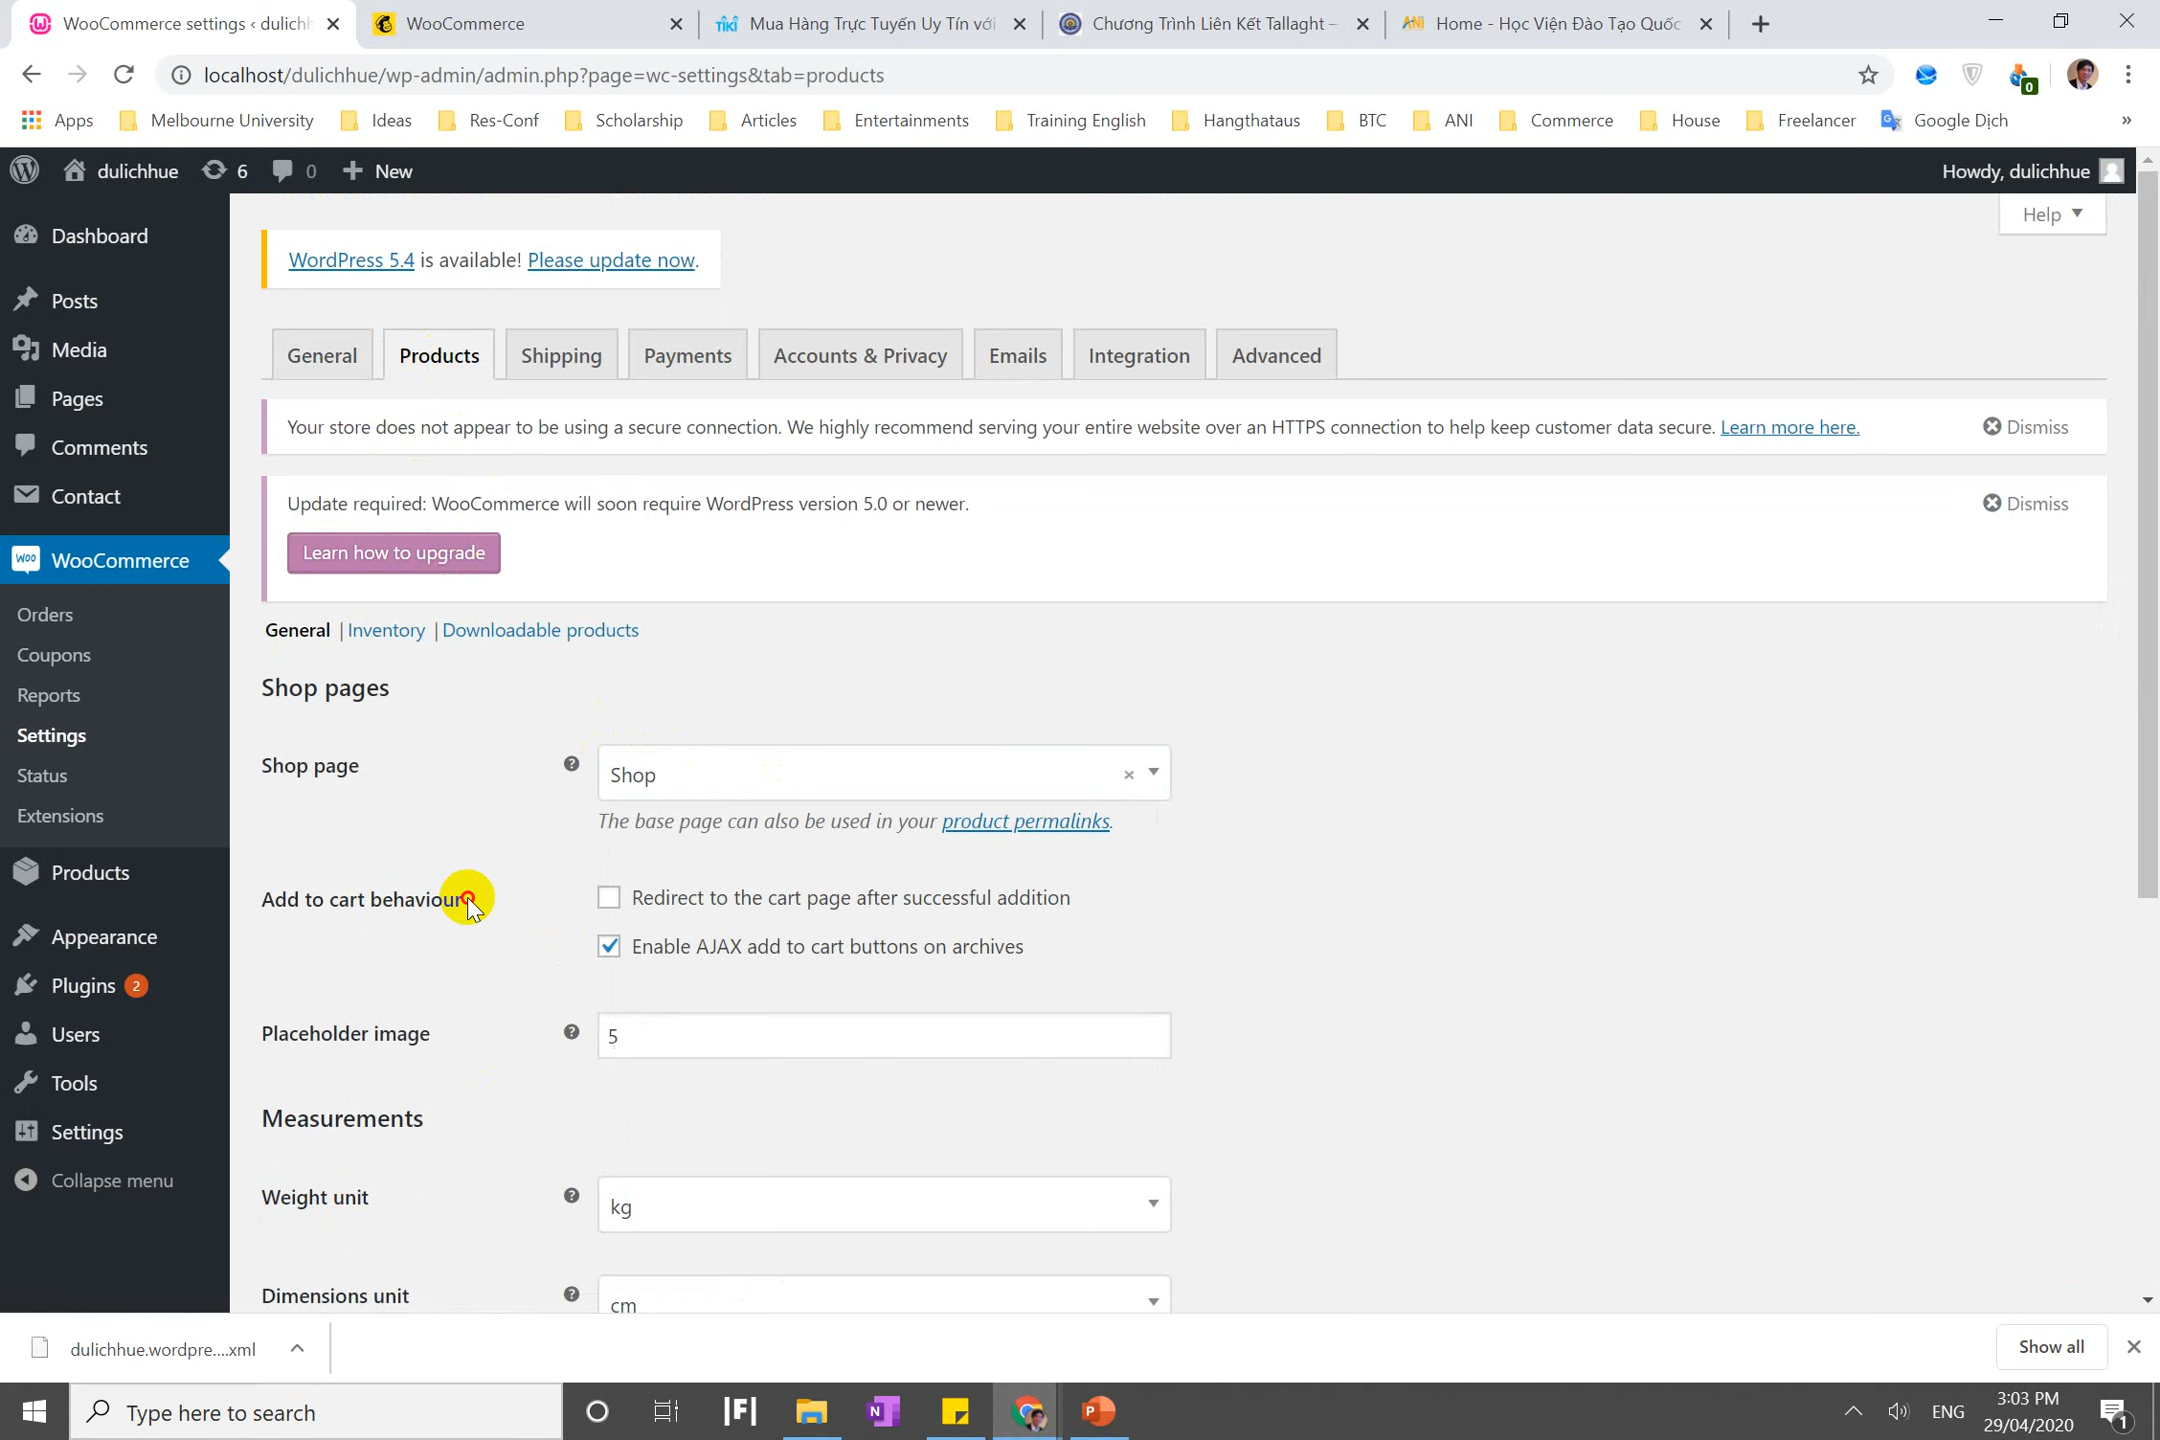 WooCommerce settings ‹ dulichh
WooCommerce
TIKI Mua Hàng Trực Tuyến Uy Tín với
Chương Trình Liên Kết Tallaght –
ANI Home - Học Viện Đào Tạo Quốc
localhost/dulichhue/wp-admin/admin.php?page=wc-settings&tab=products
0
Apps Melbourne University Ideas Res-Conf Scholarship Articles Entertainments Training English Hangthataus BTC ANI Commerce House Freelancer Google Dịch »
dulichhue 6 0 New Howdy, dulichhue
Help
Dashboard
Posts
Media
Pages
Comments
Contact
WooCommerce
Orders
Coupons
Reports
Settings
Status
Extensions
Products
Appearance
Plugins 2
Users
Tools
Settings
Collapse menu
WordPress 5.4 is available! Please update now.
General Products Shipping Payments Accounts & Privacy Emails Integration Advanced
Your store does not appear to be using a secure connection. We highly recommend serving your entire website over an HTTPS connection to help keep customer data secure. Learn more here. Dismiss
Update required: WooCommerce will soon require WordPress version 5.0 or newer. Dismiss
Learn how to upgrade
General | Inventory | Downloadable products
Shop pages
Shop page Shop ×
The base page can also be used in your product permalinks.
Add to cart behaviour Redirect to the cart page after successful addition
Enable AJAX add to cart buttons on archives
Placeholder image 5
Measurements
Weight unit kg
Dimensions unit cm
dulichhue.wordpre....xml Show all
Type here to search ENG 3:03 PM
29/04/2020 1